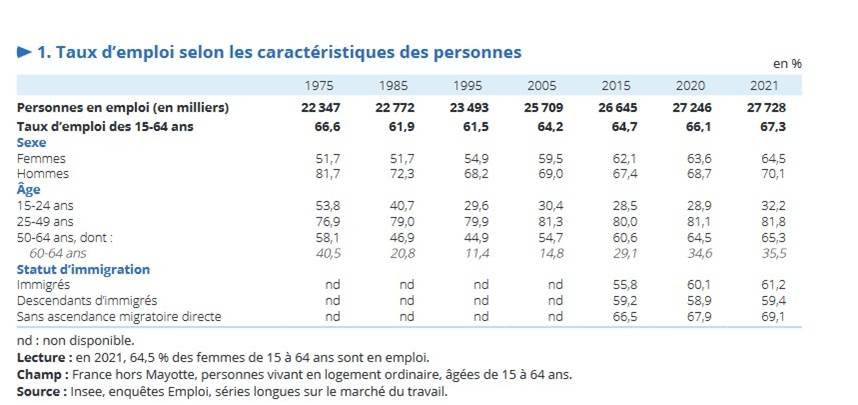 ▶ 1. Taux d'emploi selon les caractéristiques des personnes
en %
1975 1985 1995 2005 2015 2020 2021
Personnes en emploi (en milliers) 22 347 22 772 23 493 25 709 26 645 27 246 27 728
Taux d'emploi des 15-64 ans 66,6 61,9 61,5 64,2 64,7 66,1 67,3
Sexe
Femmes 51,7 51,7 54,9 59,5 62,1 63,6 64,5
Hommes 81,7 72,3 68,2 69,0 67,4 68,7 70,1
Âge
15-24 ans 53,8 40,7 29,6 30,4 28,5 28,9 32,2
25-49 ans 76,9 79,0 79,9 81,3 80,0 81,1 81,8
50-64 ans, dont : 58,1 46,9 44,9 54,7 60,6 64,5 65,3
60-64 ans 40,5 20,8 11,4 14,8 29,1 34,6 35,5
Statut d'immigration
Immigrés nd nd nd nd 55,8 60,1 61,2
Descendants d'immigrés nd nd nd nd 59,2 58,9 59,4
Sans ascendance migratoire directe nd nd nd nd 66,5 67,9 69,1
nd : non disponible.
Lecture : en 2021, 64,5 % des femmes de 15 à 64 ans sont en emploi.
Champ : France hors Mayotte, personnes vivant en logement ordinaire, âgées de 15 à 64 ans.
Source : Insee, enquêtes Emploi, séries longues sur le marché du travail.